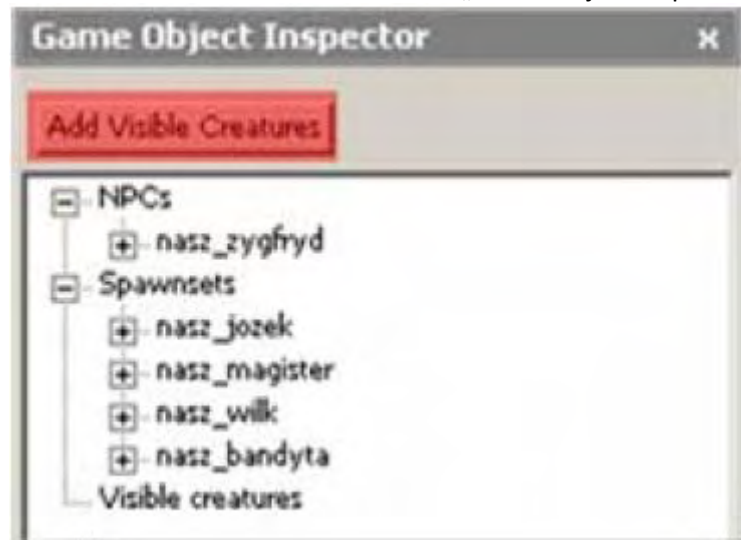 Game Object Inspector x
Add Visible Creatures
NPCs
nasz_zygfryd
Spawnsets
nasz_jozek
nasz_magister
nasz_wilk
nasz_bandyta
Visible creatures